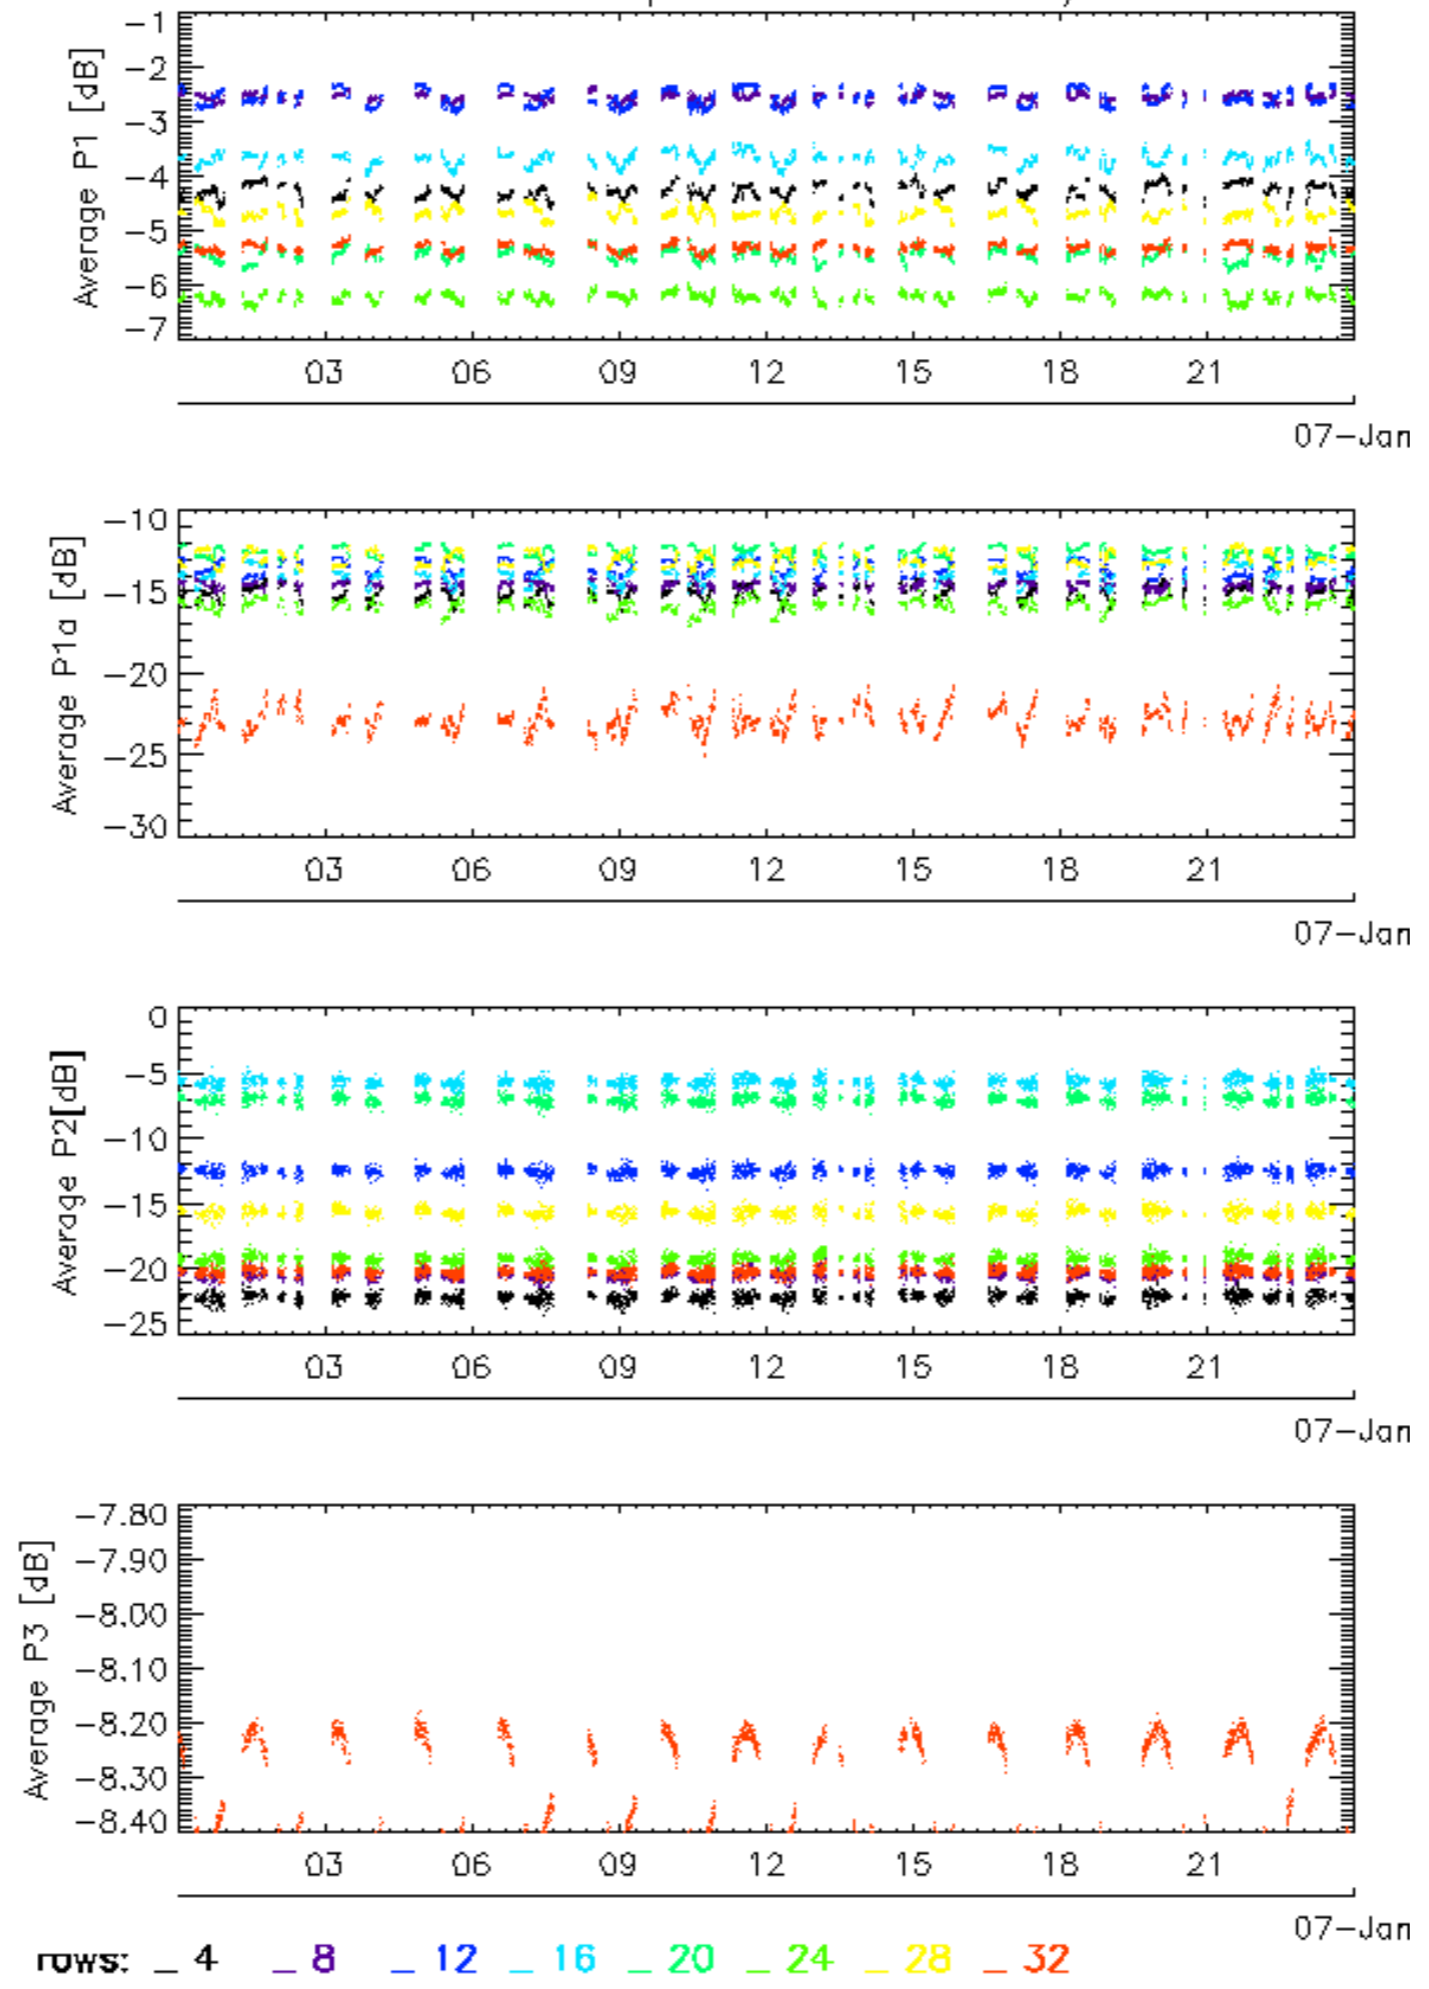 Average P1 [dB]
-1
-2
-3
-4
-5
-6
-7
03 06 09 12 15 18 21
07-Jan
Average P1a [dB]
-10
-15
-20
-25
-30
03 06 09 12 15 18 21
07-Jan
Average P2[dB]
0
-5
-10
-15
-20
-25
03 06 09 12 15 18 21
07-Jan
Average P3 [dB]
-7.80
-7.90
-8.00
-8.10
-8.20
-8.30
-8.40
03 06 09 12 15 18 21
07-Jan
rows: _ 4 _ 8 _ 12 _ 16 _ 20 _ 24 _ 28 _ 32